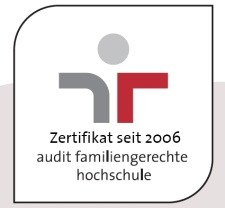 Zertifikat seit 2006
audit familiengerechte
hochschule